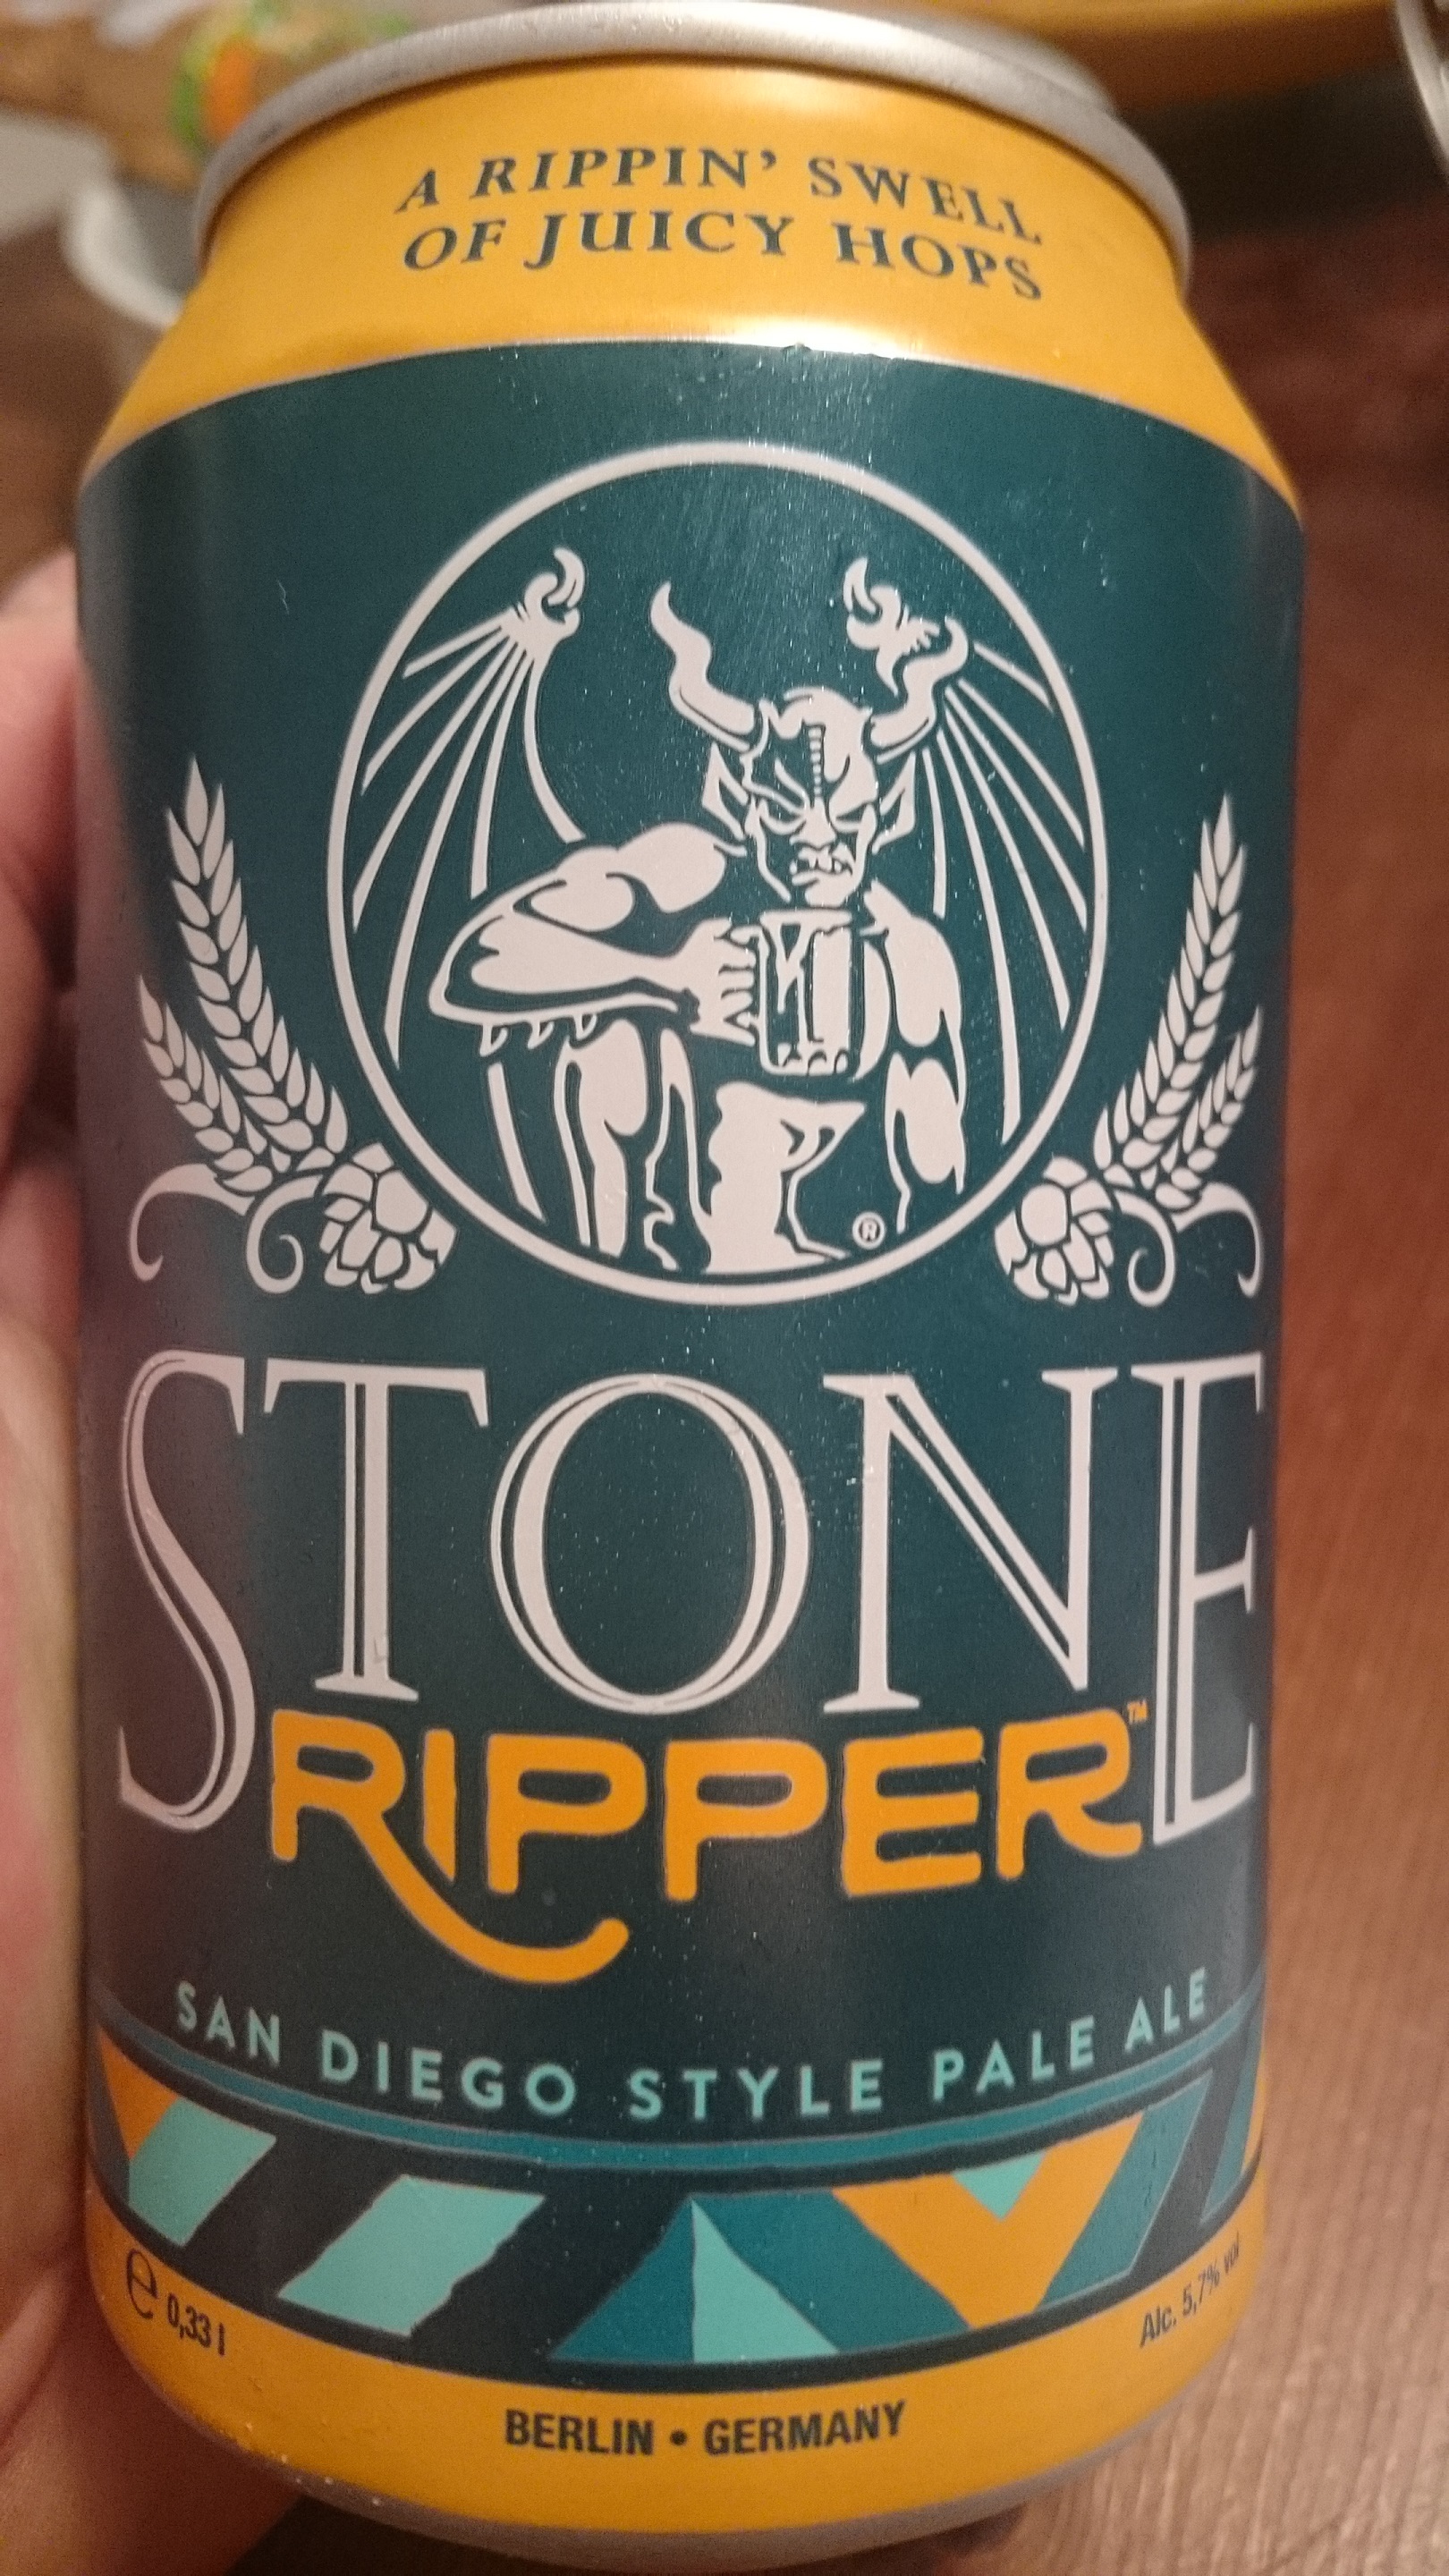 A RIPPIN' SWELL
OF JUICY HOPS
®
STONE
RIPPER™
SAN DIEGO STYLE PALE ALE
e 0,33 l
Alc. 5,7% vol
BERLIN • GERMANY